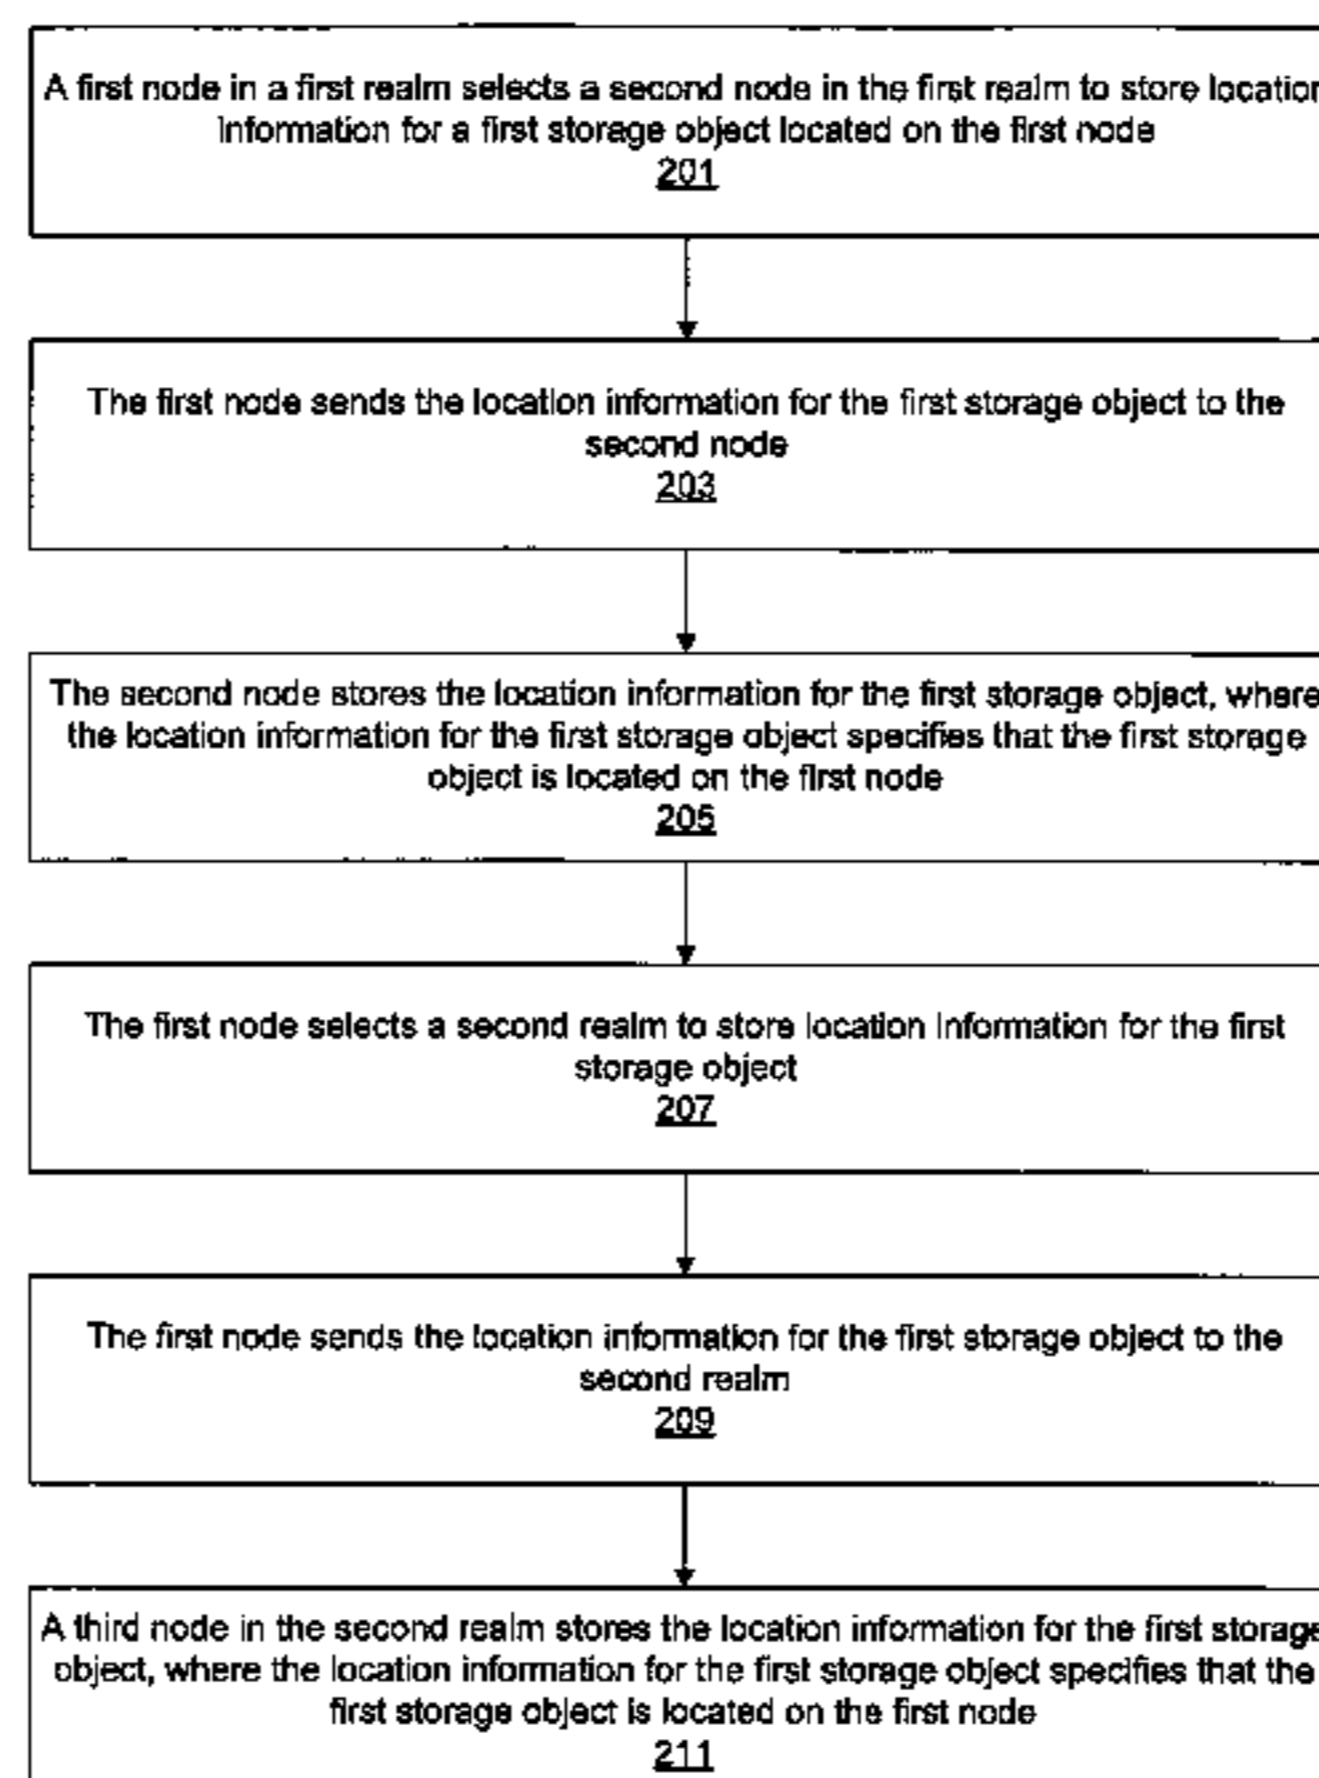 A first node in a first realm selects a second node in the first realm to store location
information for a first storage object located on the first node
201
The first node sends the location information for the first storage object to the
second node
203
The second node stores the location information for the first storage object, where
the location information for the first storage object specifies that the first storage
object is located on the first node
205
The first node selects a second realm to store location information for the first
storage object
207
The first node sends the location information for the first storage object to the
second realm
209
A third node in the second realm stores the location information for the first storage
object, where the location information for the first storage object specifies that the
first storage object is located on the first node
211